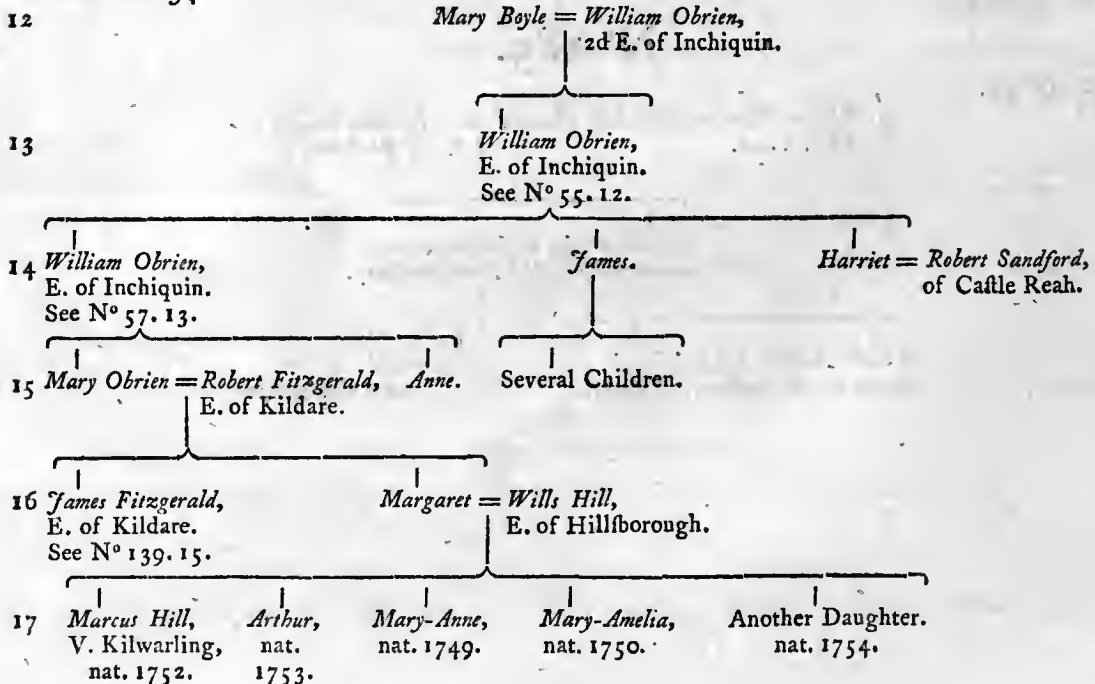 12 Mary Boyle = William Obrien,
2d E. of Inchiquin.
13 William Obrien,
E. of Inchiquin.
See Nº 55. 12.
14 William Obrien, James. Harriet = Robert Sandford,
E. of Inchiquin. of Caſtle Reah.
See Nº 57. 13.
15 Mary Obrien = Robert Fitzgerald, Anne. Several Children.
E. of Kildare.
16 James Fitzgerald, Margaret = Wills Hill,
E. of Kildare. E. of Hillſborough.
See Nº 139. 15.
17 Marcus Hill, Arthur, Mary-Anne, Mary-Amelia, Another Daughter.
V. Kilwarling, nat. nat. 1749. nat. 1750. nat. 1754.
nat. 1752. 1753.